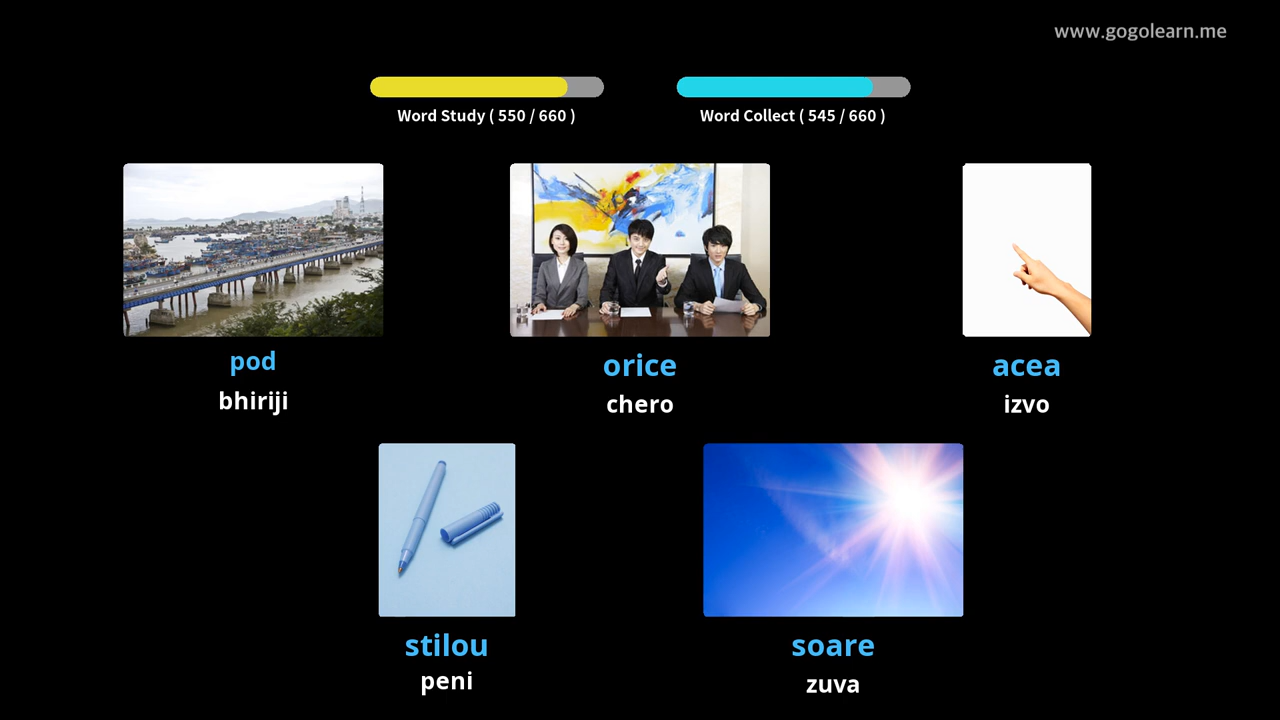 www.gogolearn.me
Word Study ( 550 / 660 )
Word Collect ( 545 / 660 )
pod
bhiriji
orice
chero
acea
izvo
stilou
peni
soare
zuva